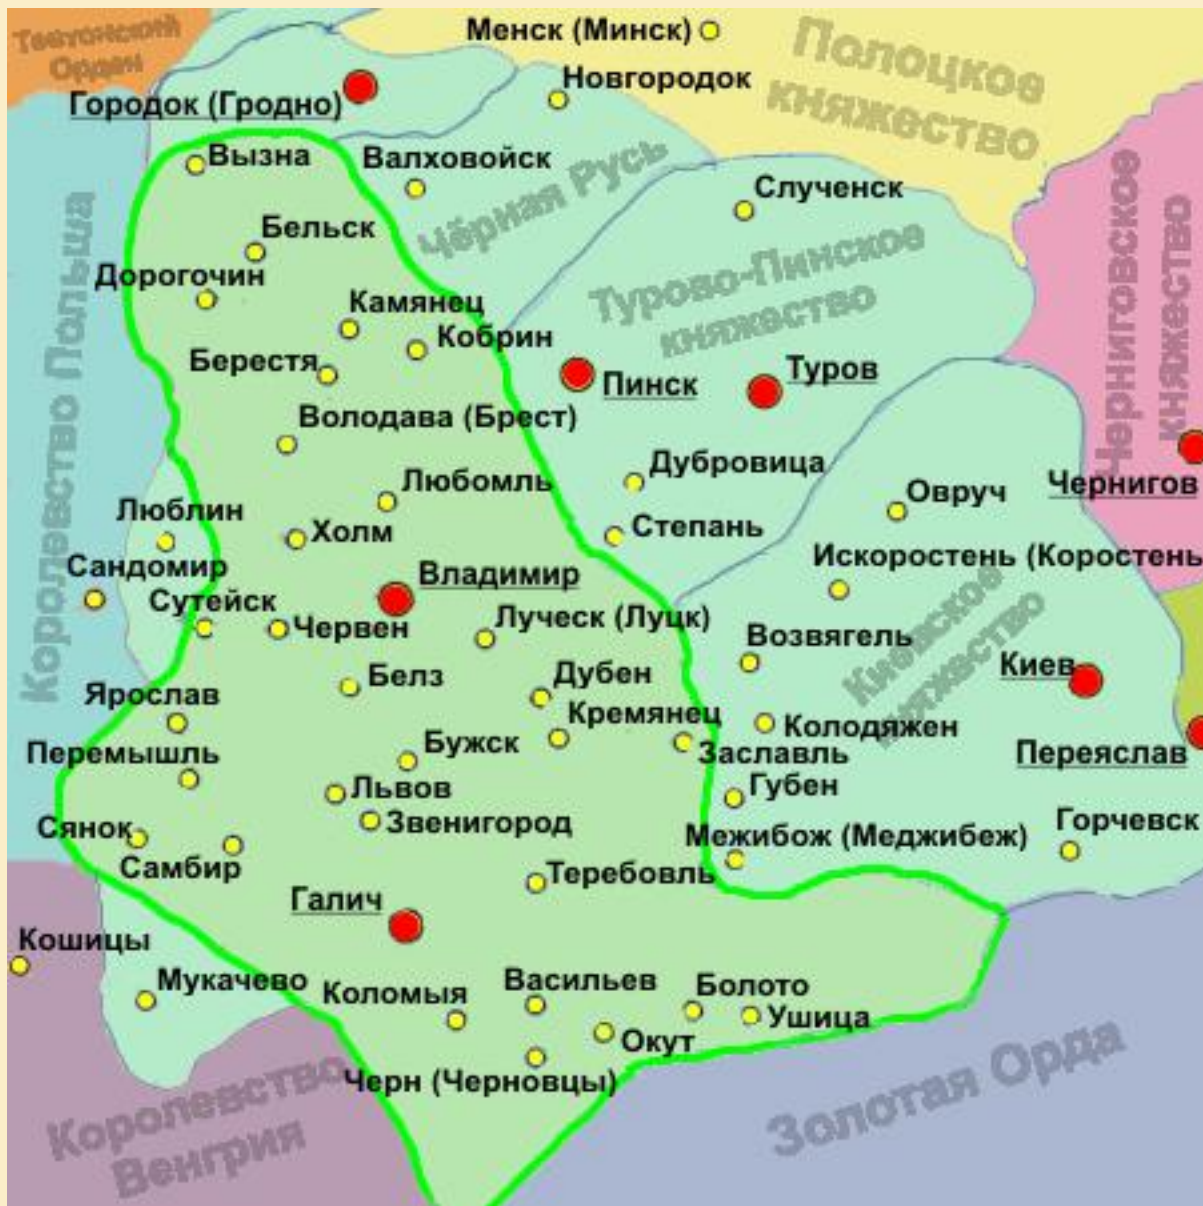 Тевтонский
Орден
Менск (Минск)
Полоцкое
княжество
Новгородок
Городок (Гродно)
Вызна
Валховойск
Чёрная Русь
Слученск
Черниговское
княжество
Бельск
Дорогочин
Турово-Пинское
княжество
Королевство Польша
Камянец
Кобрин
Берестя
Пинск
Туров
Володава (Брест)
Дубровица
Чернигов
Любомль
Овруч
Люблин
Холм
Степань
Искоростень (Коростень
Сандомир
Владимир
Сутейск
Червен
Луческ (Луцк)
Возвягель
Киевское
княжество
Киев
Белз
Дубен
Ярослав
Кремянец
Колодяжен
Перемышль
Бужск
Заславль
Переяслав
Львов
Губен
Звенигород
Сянок
Самбир
Межибож (Меджибеж)
Горчевск
Теребовль
Галич
Кошицы
Мукачево
Коломыя
Васильев
Болото
Ушица
Окут
Черн (Черновцы)
Королевство
Венгрия
Золотая Орда